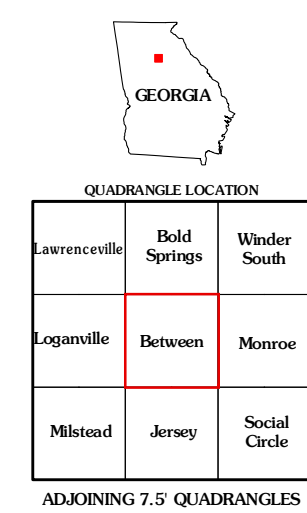 GEORGIA
QUADRANGLE LOCATION
Lawrenceville
Bold
Springs
Winder
South
Loganville
Between
Monroe
Milstead
Jersey
Social
Circle
ADJOINING 7.5' QUADRANGLES